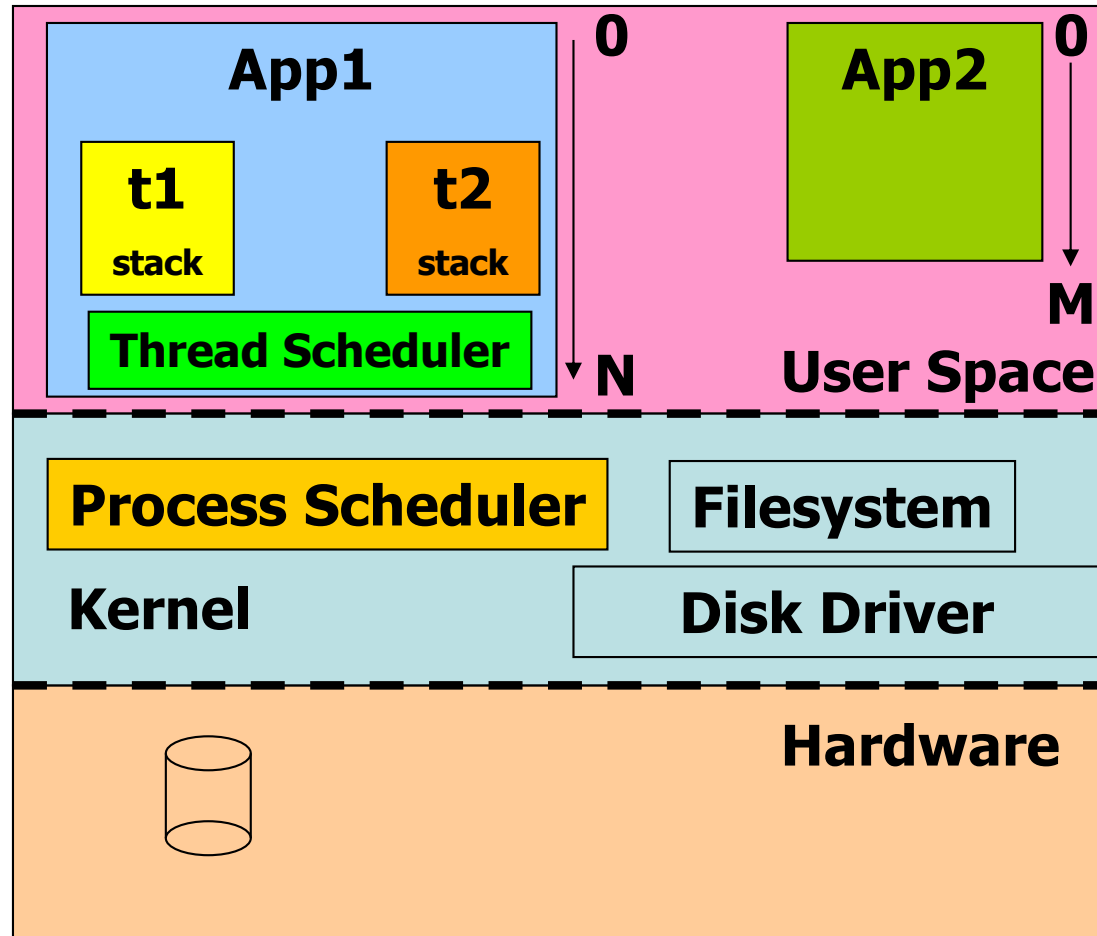 App1
0
App2
0
t1
stack
t2
stack
Thread Scheduler
N
M
User Space
Process Scheduler
Filesystem
Kernel
Disk Driver
Hardware